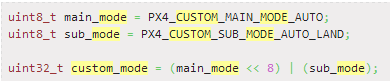 uint8_t main_mode = PX4_CUSTOM_MAIN_MODE_AUTO;
uint8_t sub_mode = PX4_CUSTOM_SUB_MODE_AUTO_LAND;
uint32_t custom_mode = (main_mode << 8) | (sub_mode);